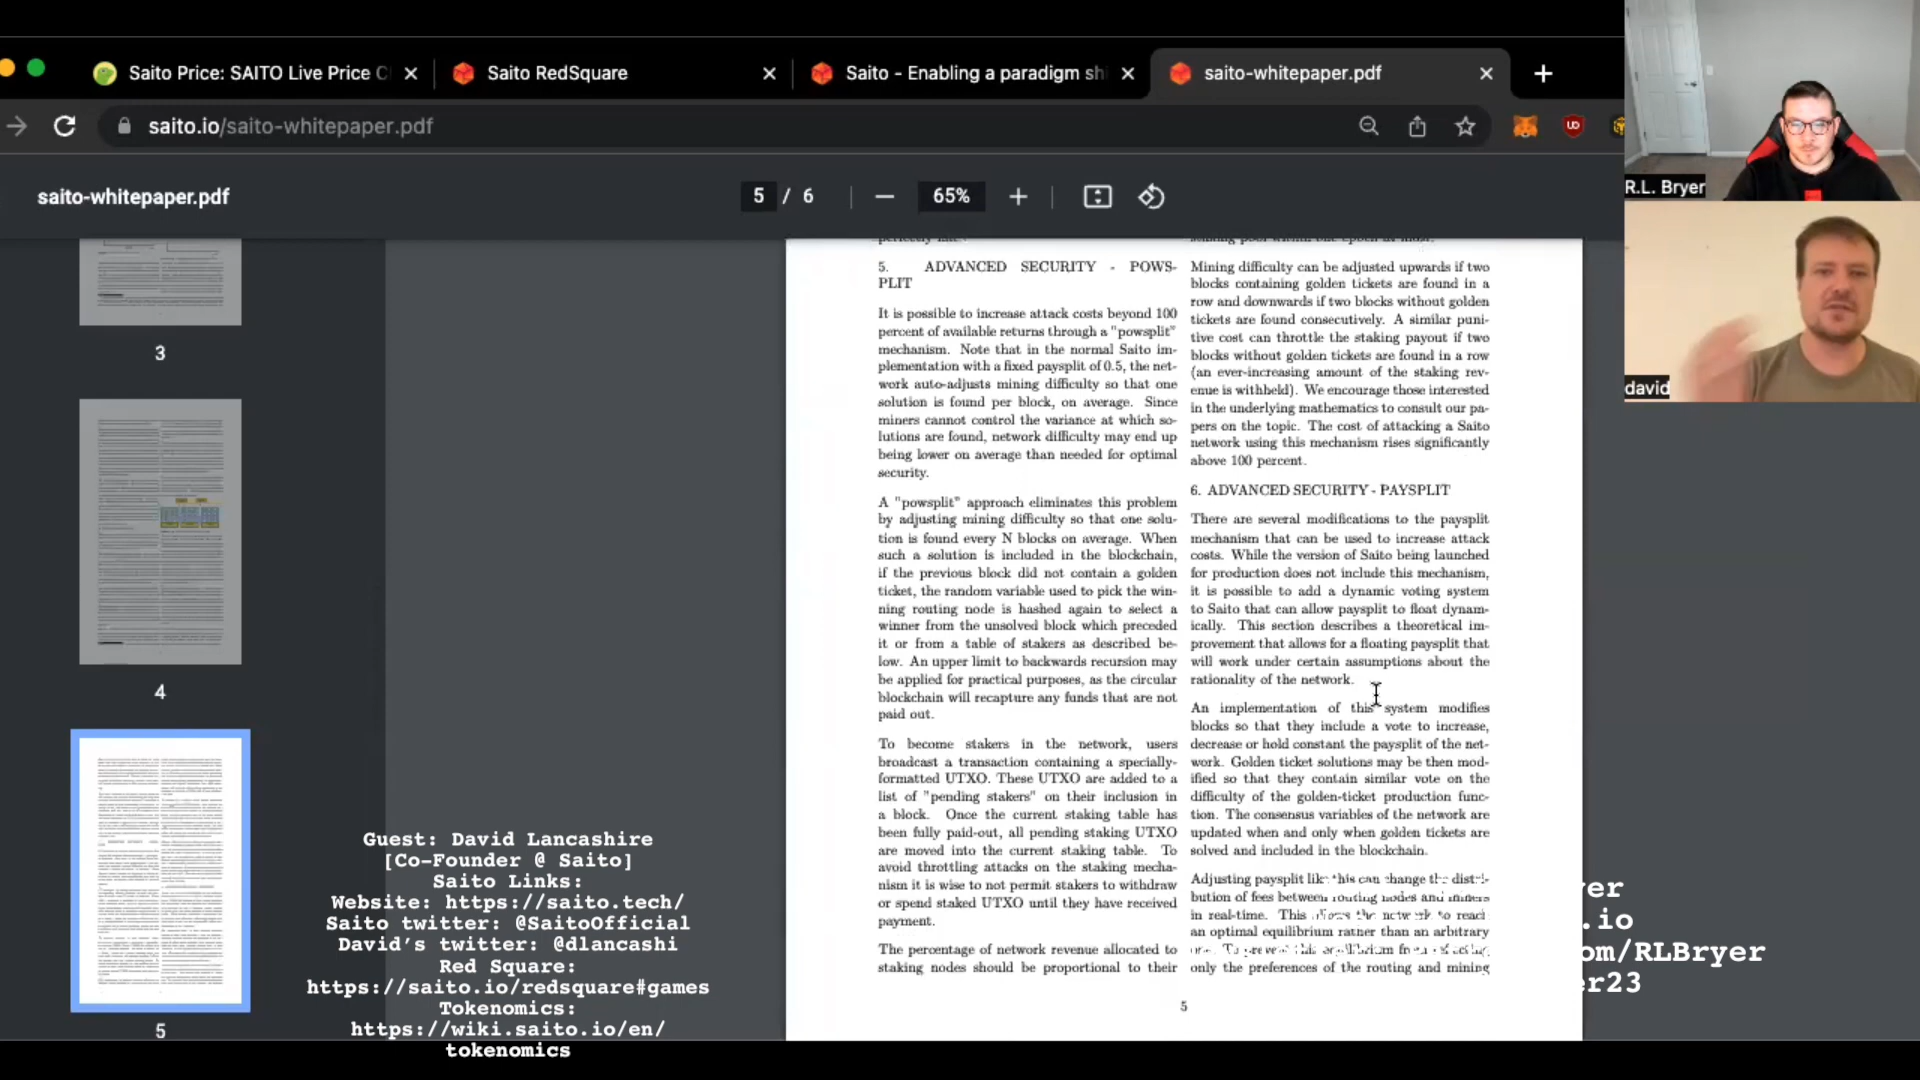 Saito Price: SAITO Live Price C
Saito RedSquare
Saito - Enabling a paradigm sh
saito-whitepaper.pdf
saito.io/saito-whitepaper.pdf
saito-whitepaper.pdf
5 / 6
65%
3
4
5
5. ADVANCED SECURITY - POWS-
PLIT
It is possible to increase attack costs beyond 100
percent of available returns through a "powsplit"
mechanism. Note that in the normal Saito im-
plementation with a fixed paysplit of 0.5, the net-
work auto-adjusts mining difficulty so that one
solution is found per block, on average. Since
miners cannot control the variance at which so-
lutions are found, network difficulty may end up
being lower on average than needed for optimal
security.
A "powsplit" approach eliminates this problem
by adjusting mining difficulty so that one solu-
tion is found every N blocks on average. When
such a solution is included in the blockchain,
if the previous block did not contain a golden
ticket, the random variable used to pick the win-
ning routing node is hashed again to select a
winner from the unsolved block which preceded
it or from a table of stakers as described be-
low. An upper limit to backwards recursion may
be applied for practical purposes, as the circular
blockchain will recapture any funds that are not
paid out.
To become stakers in the network, users
broadcast a transaction containing a specially-
formatted UTXO. These UTXO are added to a
list of "pending stakers" on their inclusion in
a block. Once the current staking table has
been fully paid-out, all pending staking UTXO
are moved into the current staking table. To
avoid throttling attacks on the staking mecha-
nism it is wise to not permit stakers to withdraw
or spend staked UTXO until they have received
payment.
The percentage of network revenue allocated to
staking nodes should be proportional to their
Mining difficulty can be adjusted upwards if two
blocks containing golden tickets are found in a
row and downwards if two blocks without golden
tickets are found consecutively. A similar puni-
tive cost can throttle the staking payout if two
blocks without golden tickets are found in a row
(an ever-increasing amount of the staking rev-
enue is withheld). We encourage those interested
in the underlying mathematics to consult our pa-
pers on the topic. The cost of attacking a Saito
network using this mechanism rises significantly
above 100 percent.
6. ADVANCED SECURITY - PAYSPLIT
There are several modifications to the paysplit
mechanism that can be used to increase attack
costs. While the version of Saito being launched
for production does not include this mechanism,
it is possible to add a dynamic voting system
to Saito that can allow paysplit to float dynam-
ically. This section describes a theoretical im-
provement that allows for a floating paysplit that
will work under certain assumptions about the
rationality of the network.
An implementation of this system modifies
blocks so that they include a vote to increase,
decrease or hold constant the paysplit of the net-
work. Golden ticket solutions may be then mod-
ified so that they contain similar vote on the
difficulty of the golden-ticket production func-
tion. The consensus variables of the network are
updated when and only when golden tickets are
solved and included in the blockchain.
Adjusting paysplit like this can change the distri-
bution of fees between routing nodes and miners
in real-time. This allows the network to reach
an optimal equilibrium rather than an arbitrary
only the preferences of the routing and mining
5
R.L. Bryer
david
Guest: David Lancashire
[Co-Founder @ Saito]
Saito Links:
Website: https://saito.tech/
Saito twitter: @SaitoOfficial
David's twitter: @dlancashi
Red Square:
https://saito.io/redsquare#games
Tokenomics:
https://wiki.saito.io/en/
tokenomics
yer
.io
om/RLBryer
er23